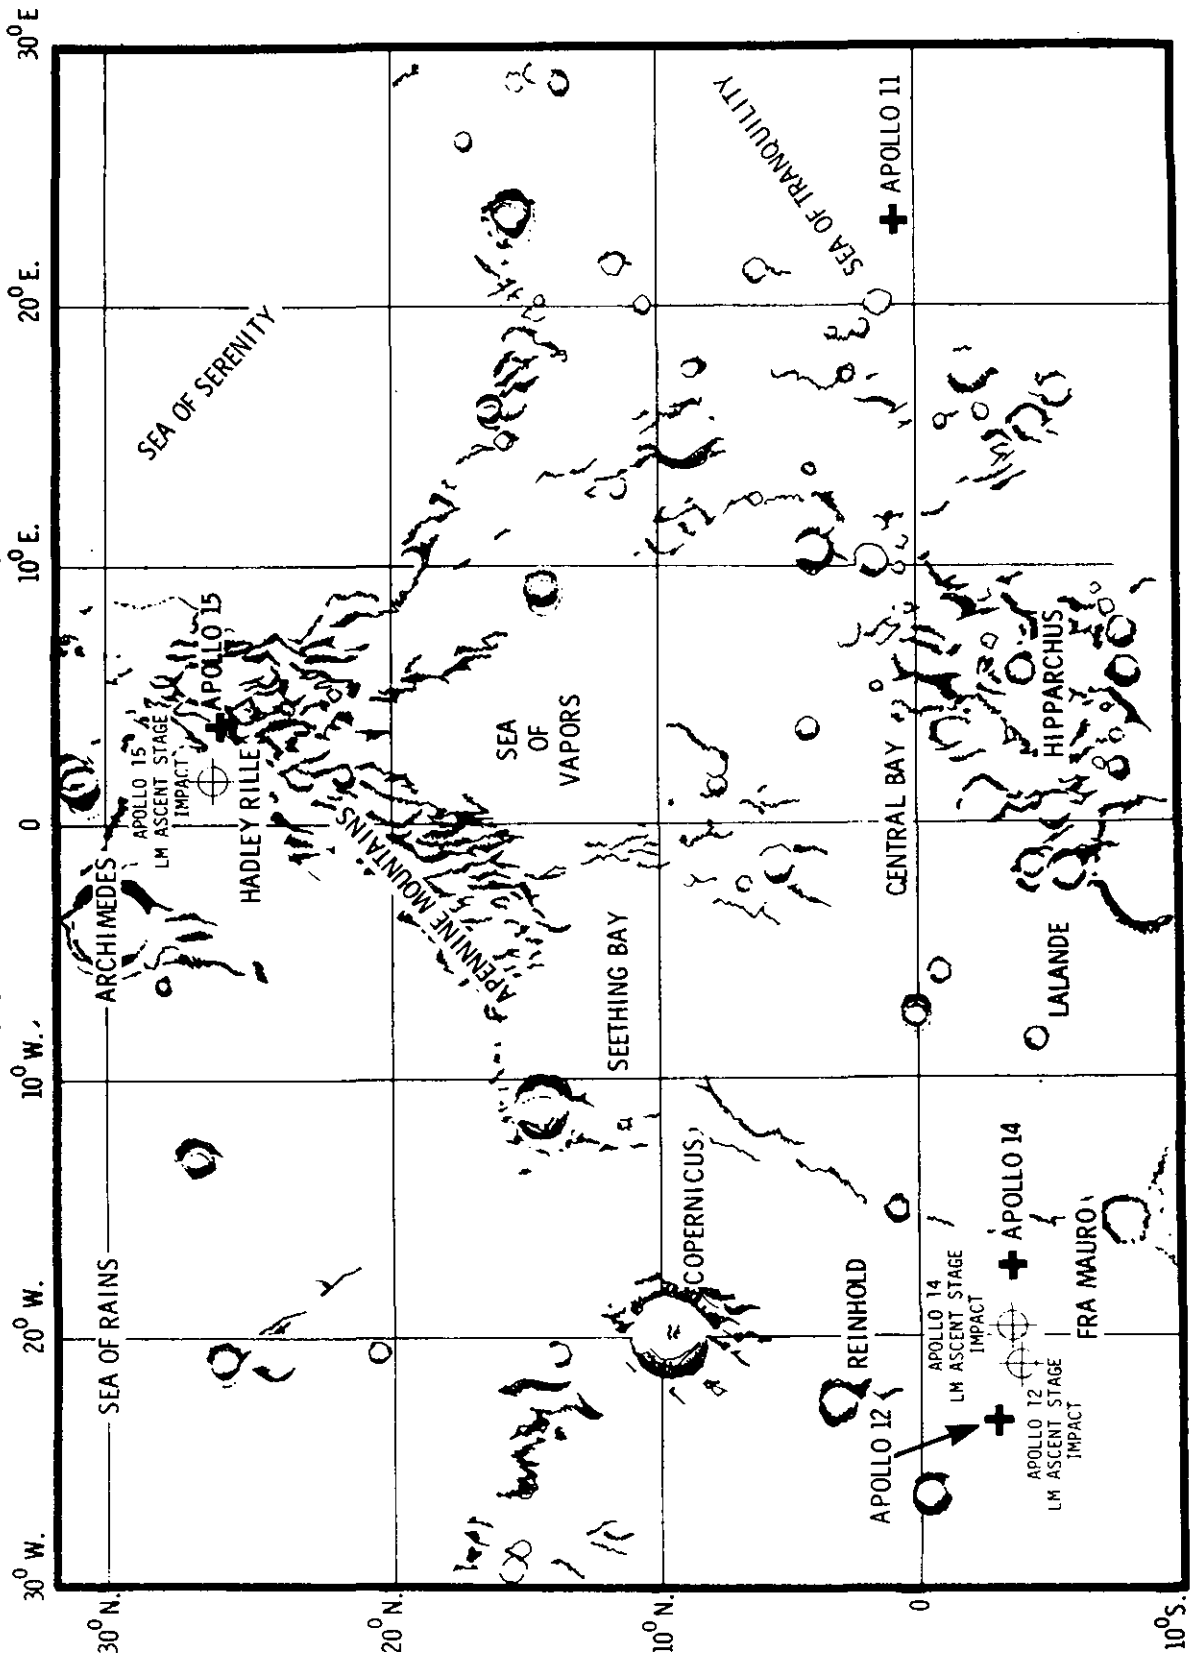 30° W.
20° W.
10° W.
0
10° E.
20° E.
30° E
30° N.
20° N.
10° N.
0
10° S.
SEA OF RAINS
ARCHIMEDES
APOLLO 15
LM ASCENT STAGE
IMPACT
HADLEY RILLE
APOLLO 15
APENNINE MOUNTAINS
SEA OF SERENITY
SEA
OF
VAPORS
SEETHING BAY
COPERNICUS
SEA OF TRANQUILITY
APOLLO 11
CENTRAL BAY
HIPPARCHUS
LALANDE
REINHOLD
APOLLO 12
APOLLO 14
LM ASCENT STAGE
IMPACT
APOLLO 14
APOLLO 12
LM ASCENT STAGE
IMPACT
FRA MAURO